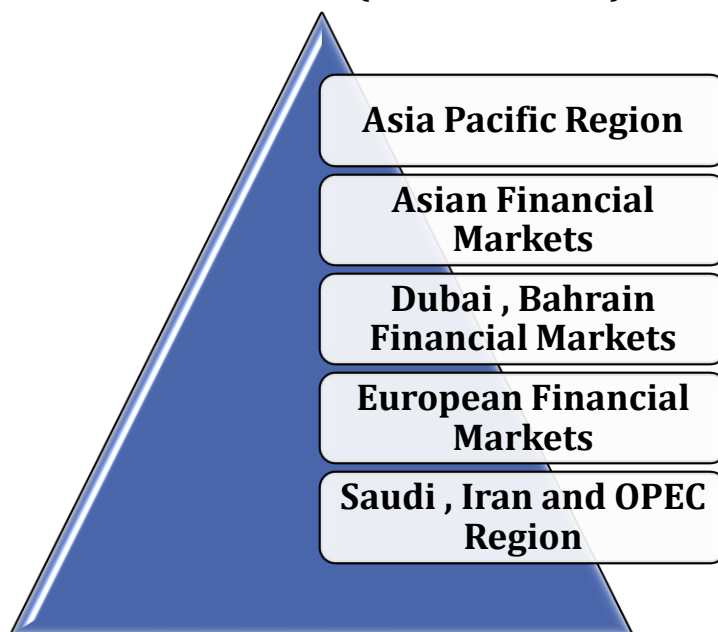 Asia Pacific Region
Asian Financial
Markets
Dubai , Bahrain
Financial Markets
European Financial
Markets
Saudi , Iran and OPEC
Region